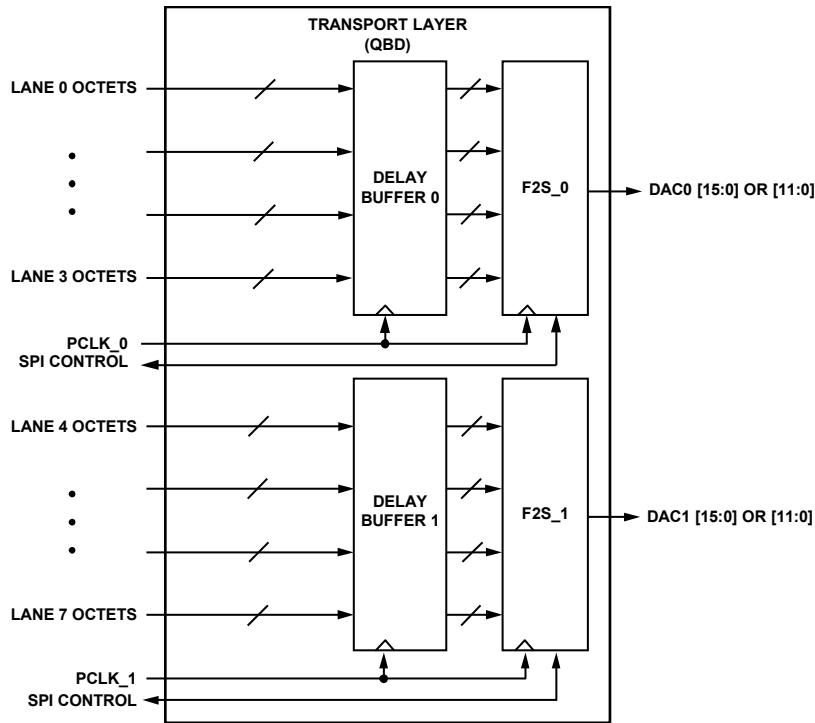 TRANSPORT LAYER
(QBD)
LANE 0 OCTETS
DELAY
BUFFER 0
F2S_0
DAC0 [15:0] OR [11:0]
LANE 3 OCTETS
PCLK_0
SPI CONTROL
LANE 4 OCTETS
DELAY
BUFFER 1
F2S_1
DAC1 [15:0] OR [11:0]
LANE 7 OCTETS
PCLK_1
SPI CONTROL